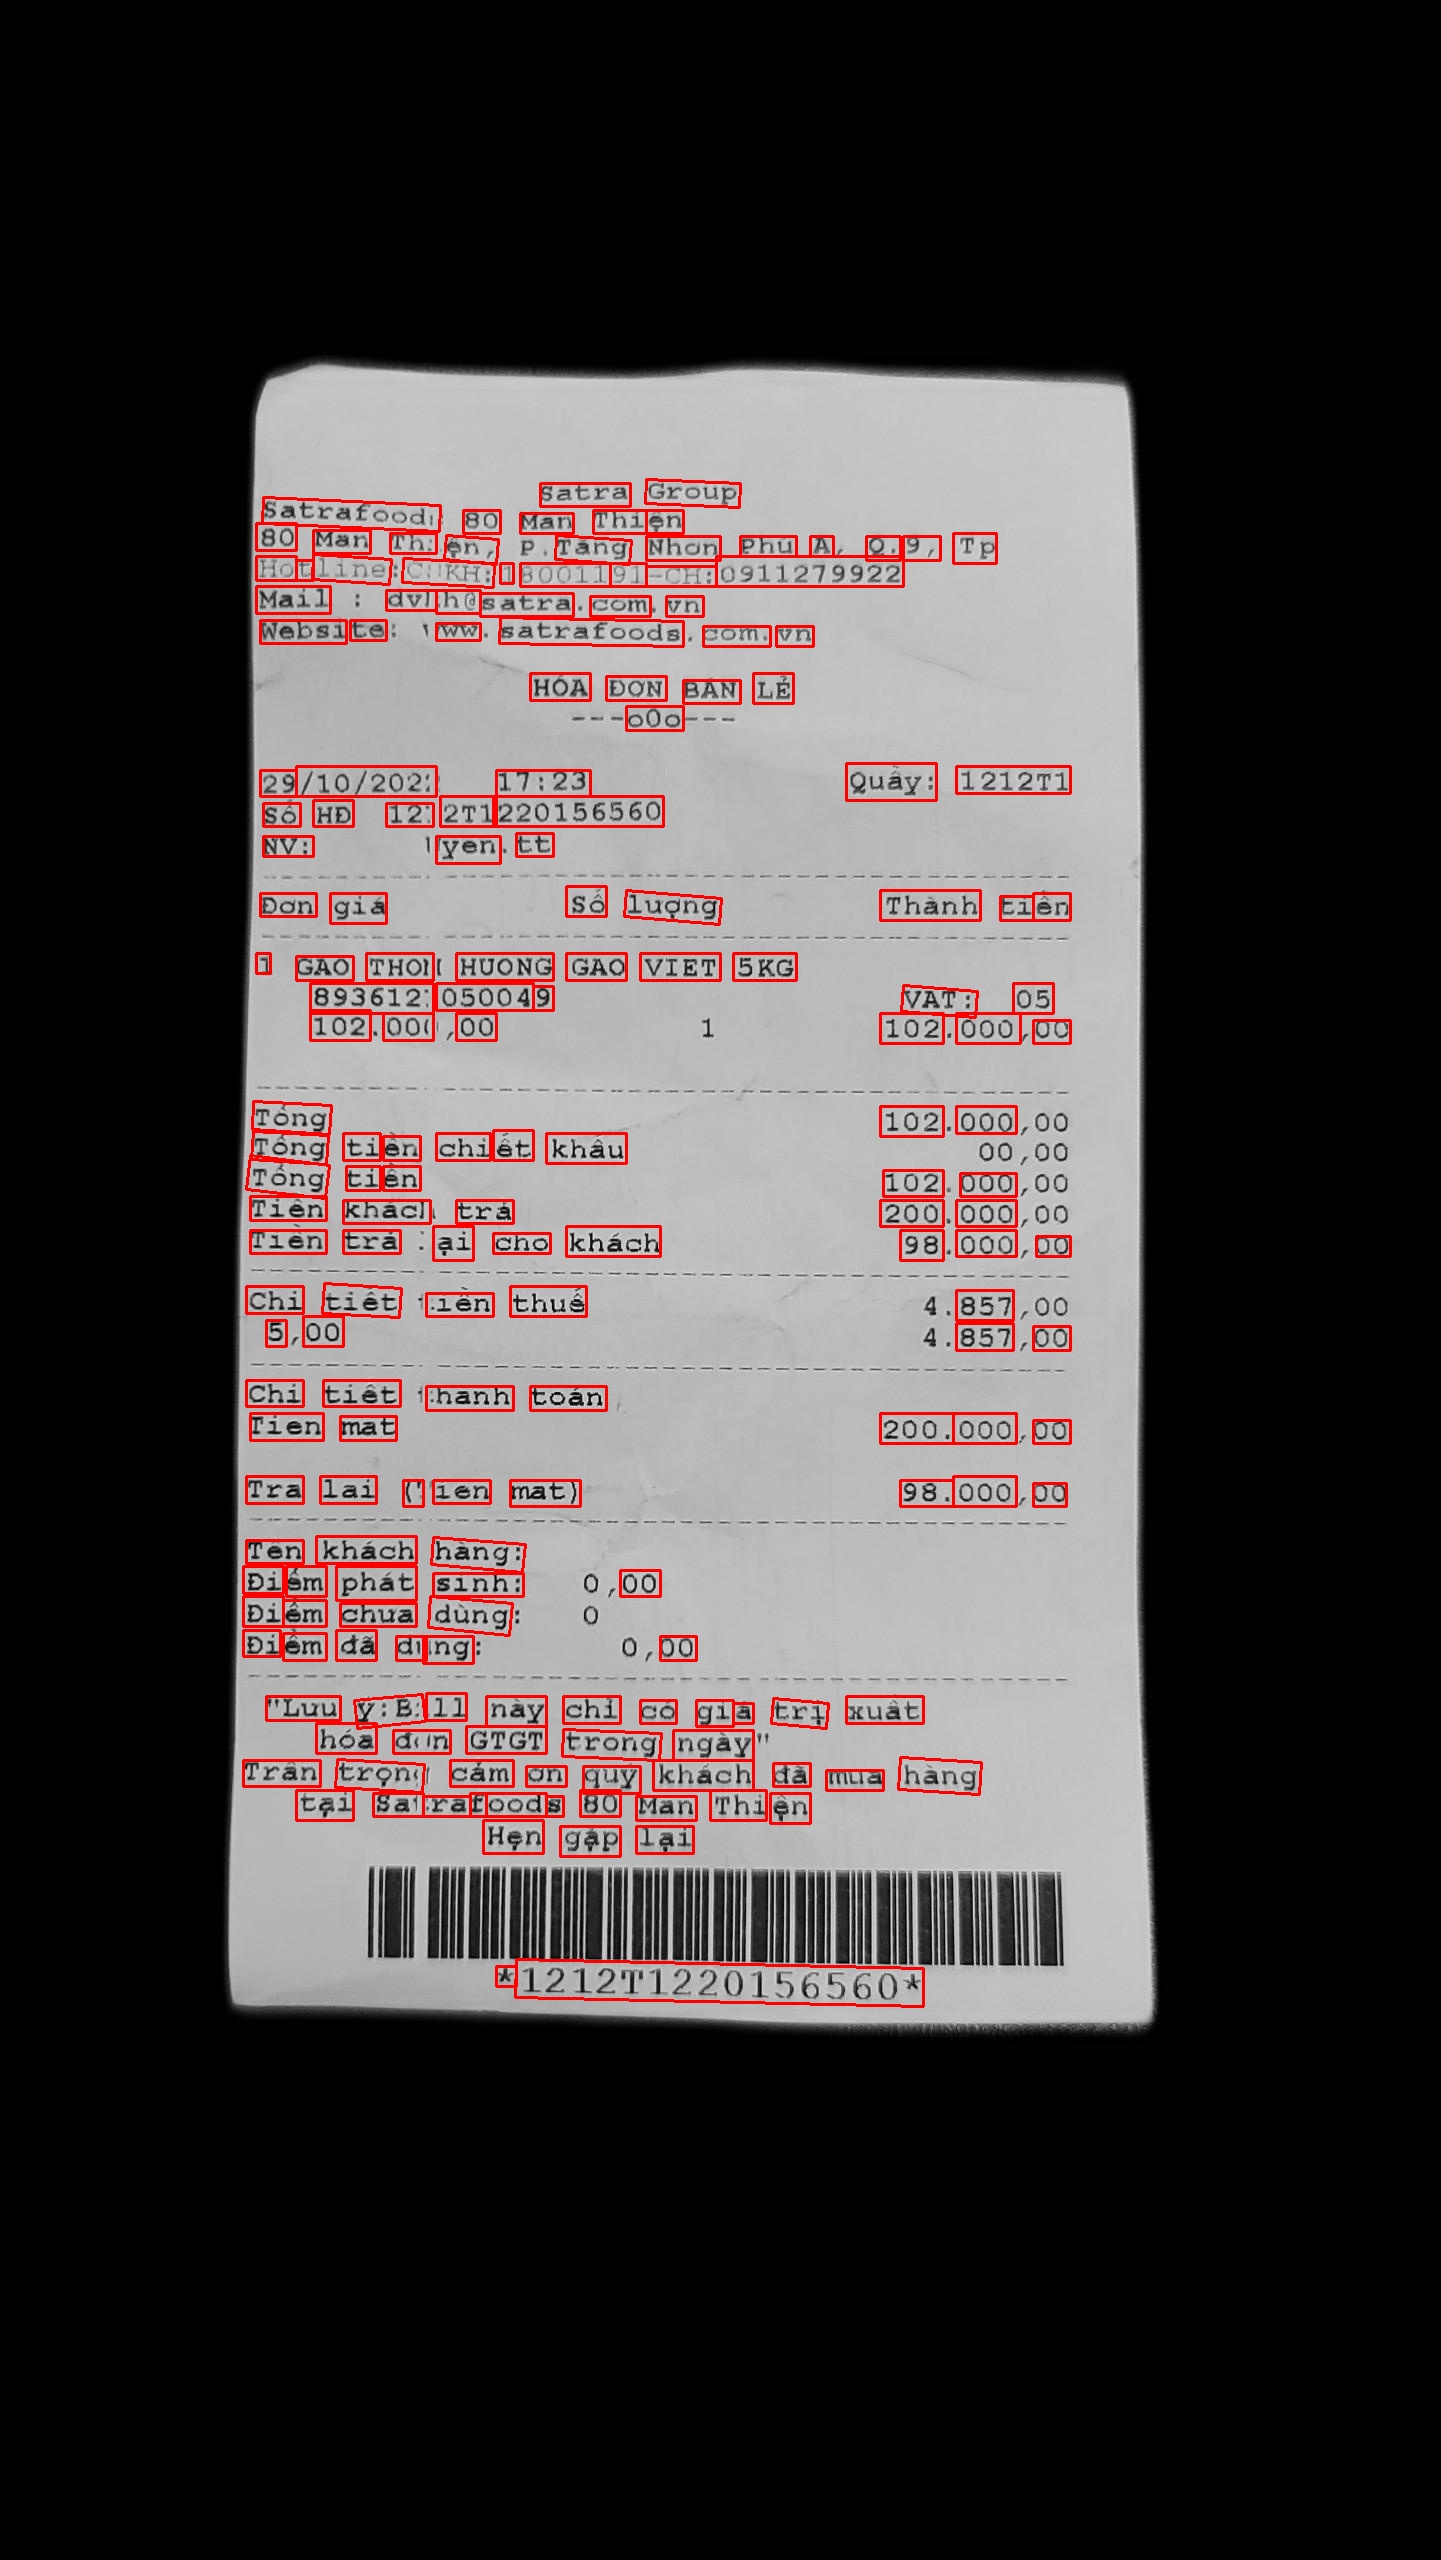 Satra Group
Satrafoods 80 Man Thiện
80 Man Thiện, P.Tăng Nhơn Phú A, Q.9, Tp
Hotline:CSKH:18001191-CH:0911279922
Mail : dvkh@satra.com.vn
Website: www.satrafoods.com.vn
HÓA ĐƠN BÁN LẺ
---oOo---
29/10/202 17:23 Quầy: 1212T1
Số HĐ 1212T1220156560
NV: yen.tt
Đơn giá Số lượng Thành tiền
1 GAO THOM HUONG GAO VIET 5KG
893612 050049 VAT: 05
102.000,00 1 102.000,00
Tổng 102.000,00
Tổng tiền chiết khấu 00,00
Tổng tiền 102.000,00
Tiền khách trả 200.000,00
Tiền trả lại cho khách 98.000,00
Chi tiết tiền thuế 4.857,00
5,00 4.857,00
Chi tiết thanh toán
Tien mat 200.000,00
Tra lai (Tien mat) 98.000,00
Tên khách hàng:
Điểm phát sinh: 0,00
Điểm chưa dùng: 0
Điểm đã dùng: 0,00
"Lưu ý:Bill này chỉ có giá trị xuất
hóa đơn GTGT trong ngày"
Trân trọng cám ơn quý khách đã mua hàng
tại Satrafoods 80 Man Thiện
Hẹn gặp lại
*1212T1220156560*